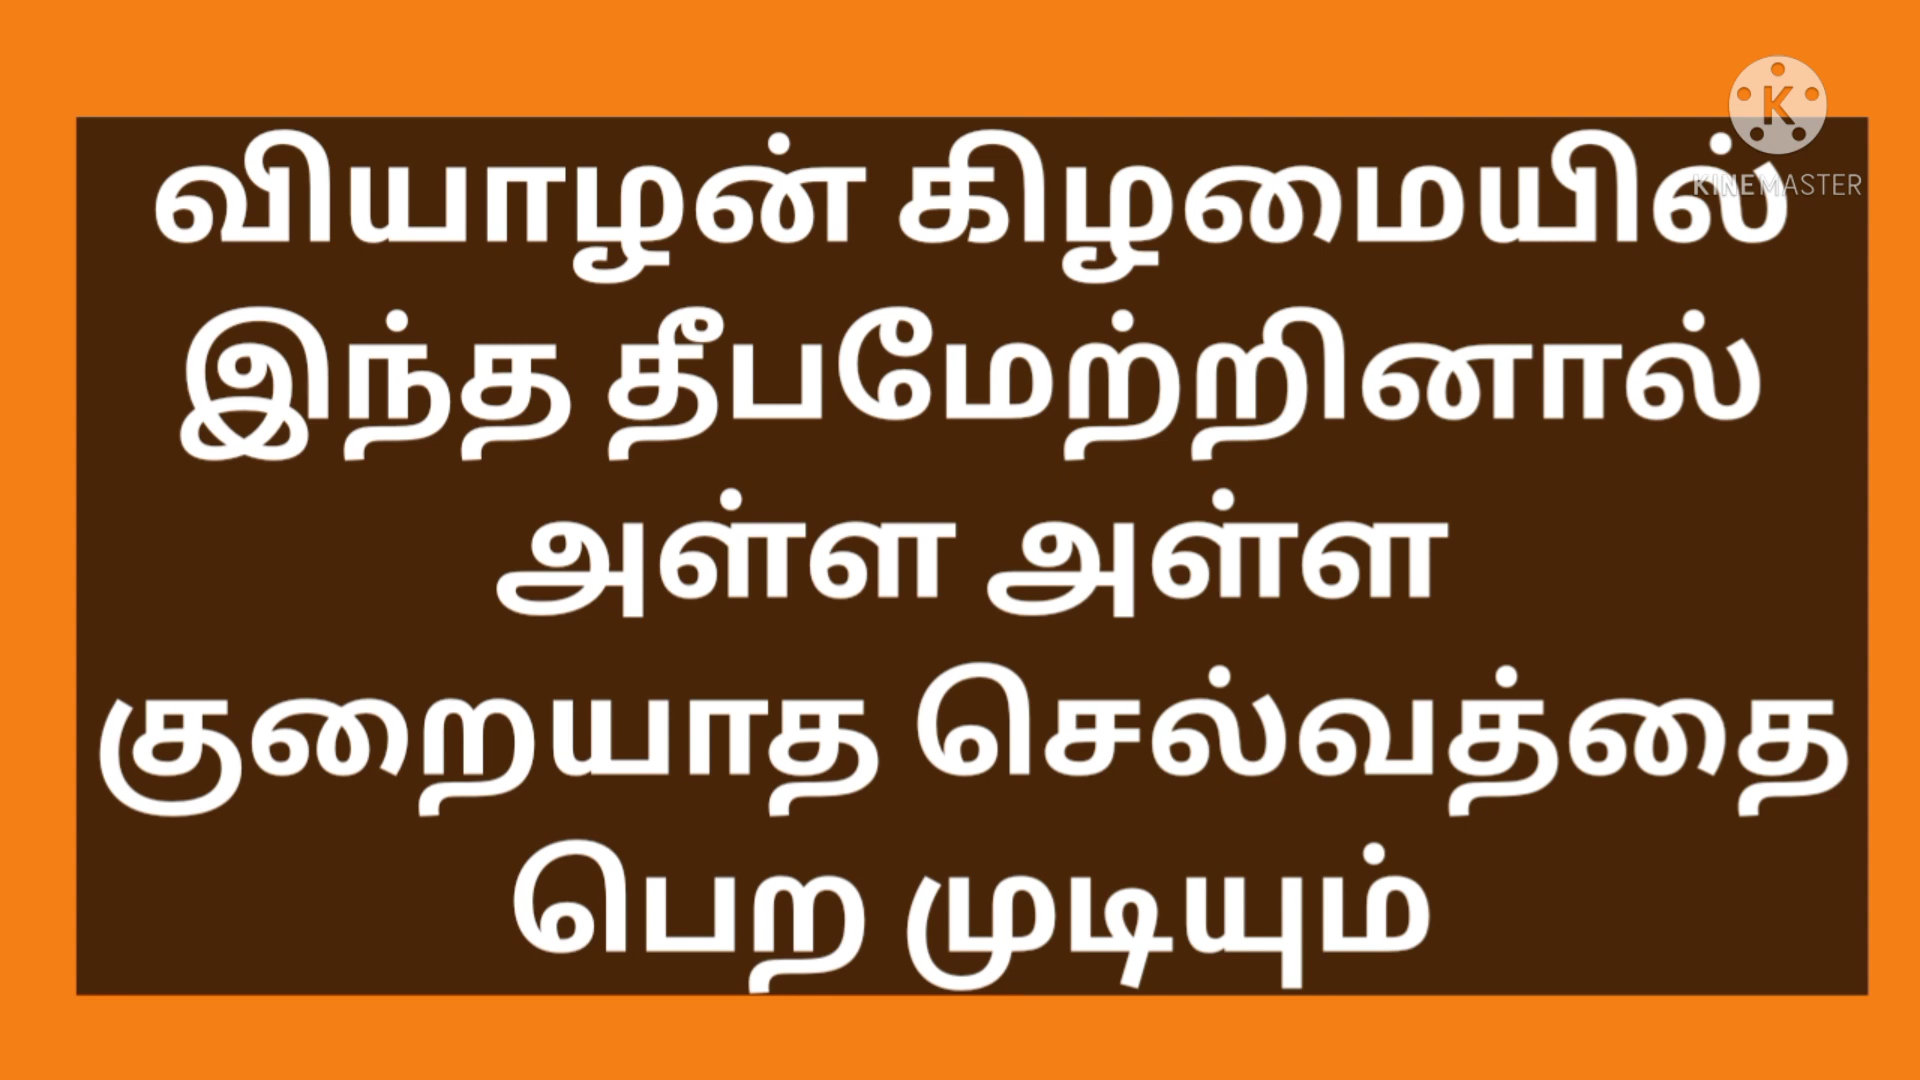 வியாழன் கிழமையில்
இந்த தீபமேற்றினால்
அள்ள அள்ள
குறையாத செல்வத்தை
பெற முடியும்
K
KINEMASTER